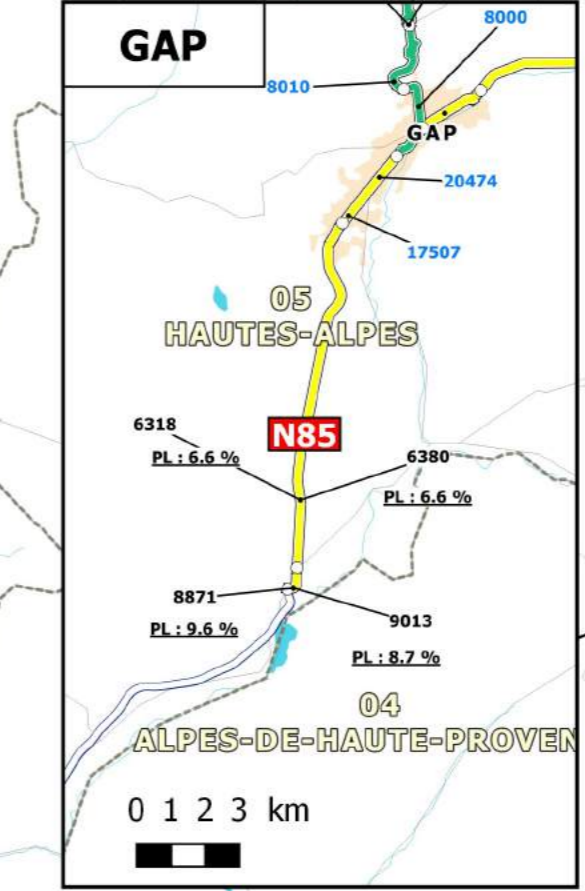 GAP
8000
8010
GAP
20474
17507
05
HAUTES-ALPES
6318
N85
PL : 6.6 %
6380
PL : 6.6 %
8871
9013
PL : 9.6 %
PL : 8.7 %
04
ALPES-DE-HAUTE-PROVEN
0 1 2 3 km